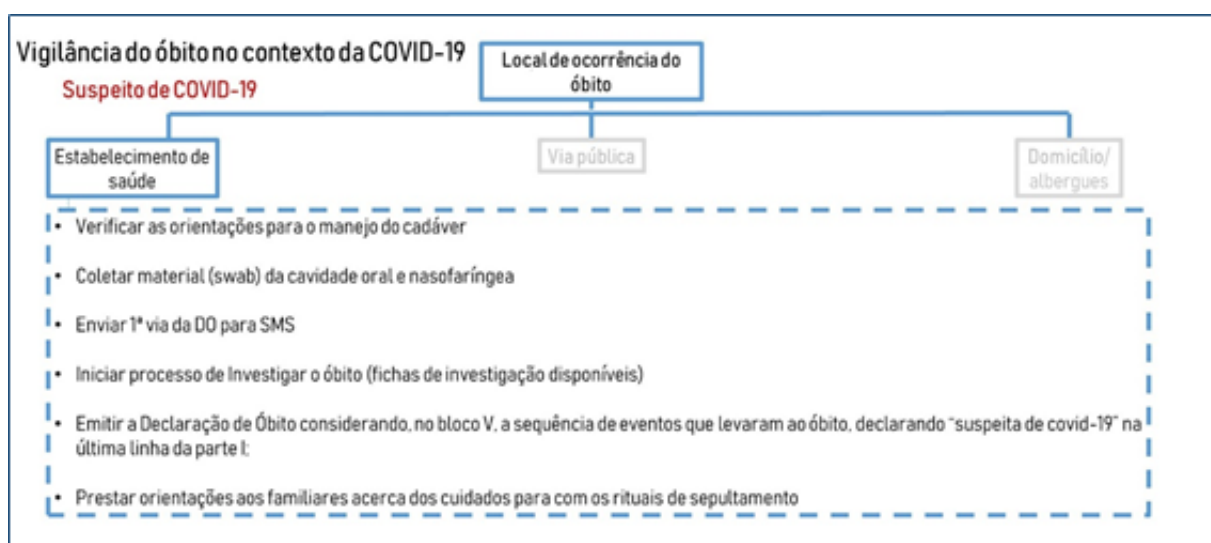 Vigilância do óbito no contexto da COVID-19
Suspeito de COVID-19
Local de ocorrência do
óbito
Estabelecimento de
saúde
Via pública
Domicílio/
albergues
• Verificar as orientações para o manejo do cadáver
• Coletar material (swab) da cavidade oral e nasofaríngea
• Enviar 1ª via da DO para SMS
• Iniciar processo de Investigar o óbito (fichas de investigação disponíveis)
• Emitir a Declaração de Óbito considerando, no bloco V, a sequência de eventos que levaram ao óbito, declarando "suspeita de covid-19" na
última linha da parte I;
• Prestar orientações aos familiares acerca dos cuidados para com os rituais de sepultamento